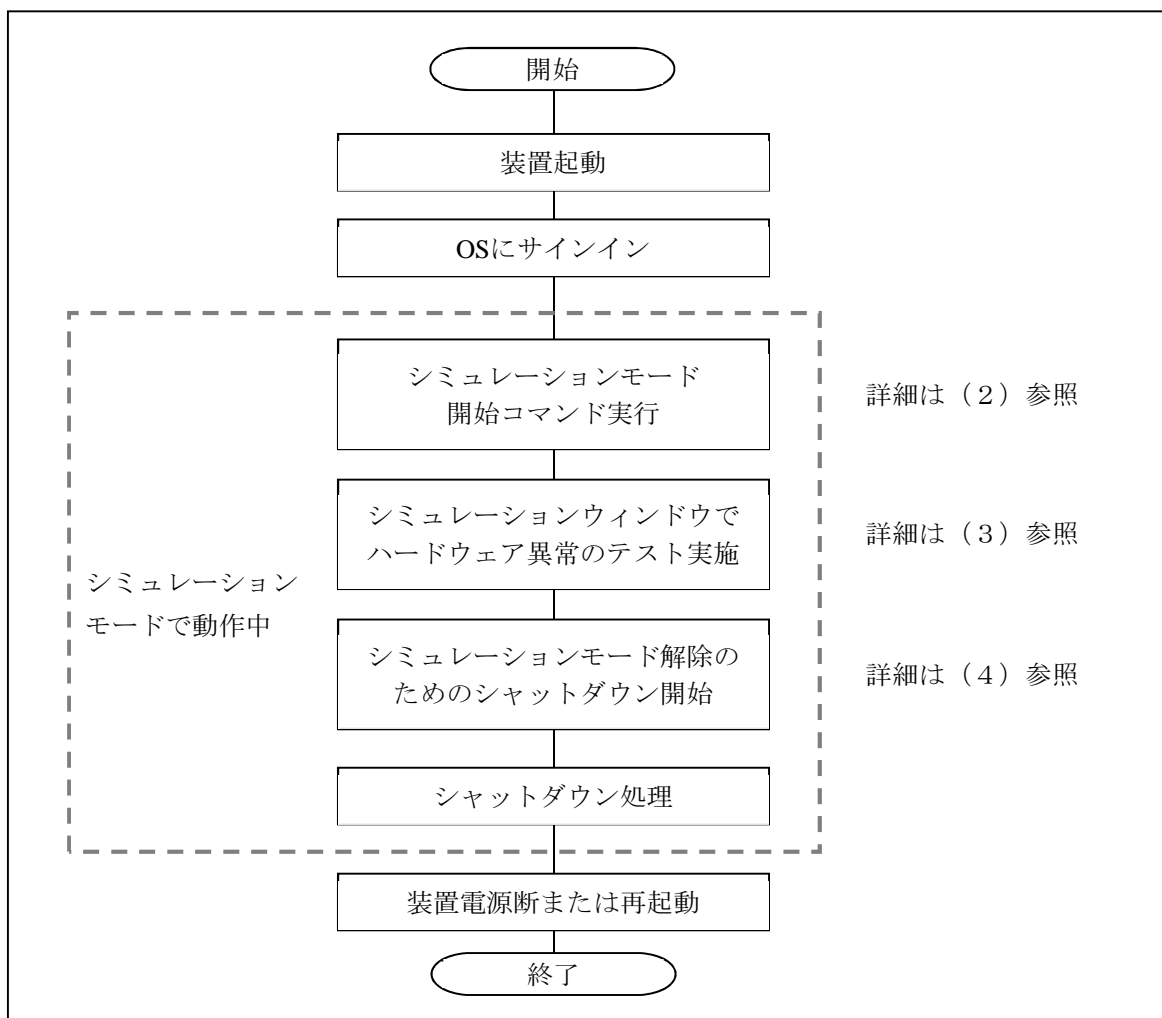 開始
装置起動
OSにサインイン
シミュレーションモード
開始コマンド実行
詳細は（２）参照
シミュレーションウィンドウで
ハードウェア異常のテスト実施
詳細は（３）参照
シミュレーション
モードで動作中
シミュレーションモード解除の
ためのシャットダウン開始
詳細は（４）参照
シャットダウン処理
装置電源断または再起動
終了